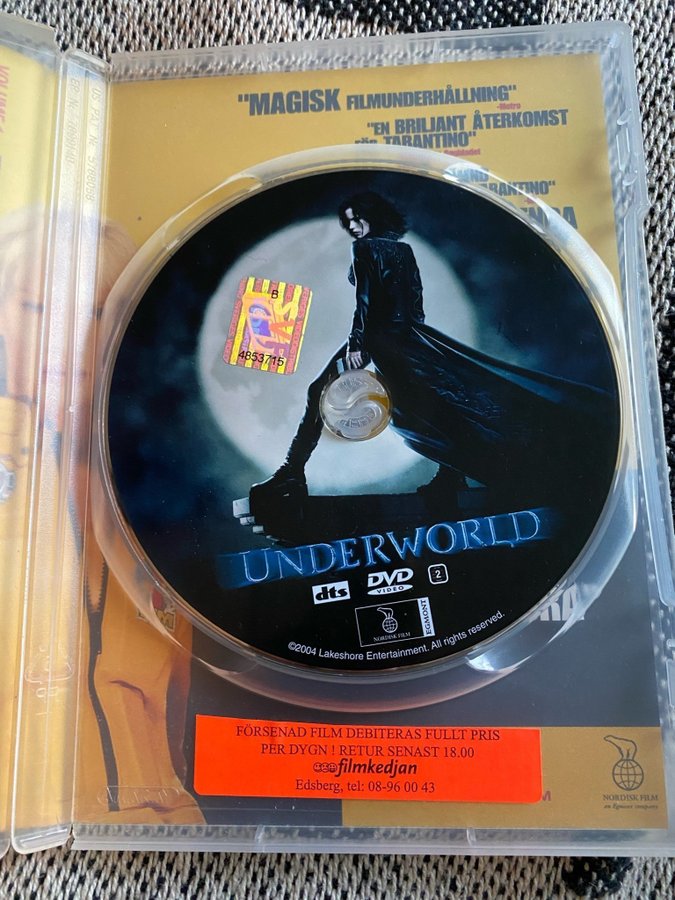 "MAGISK FILMUNDERHÅLLNING"
-Metro
"EN BRILJANT ÅTERKOMST
TARANTINO"
TARANTINO"
B
4853715
UNDERWORLD
dts DVD VIDEO 2
NORDISK FILM EGMONT
©2004 Lakeshore Entertainment. All rights reserved.
FÖRSENAD FILM DEBITERAS FULLT PRIS
PER DYGN ! RETUR SENAST 18.00
filmkedjan
Edsberg, tel: 08-96 00 43
NORDISK FILM
an Egmont company